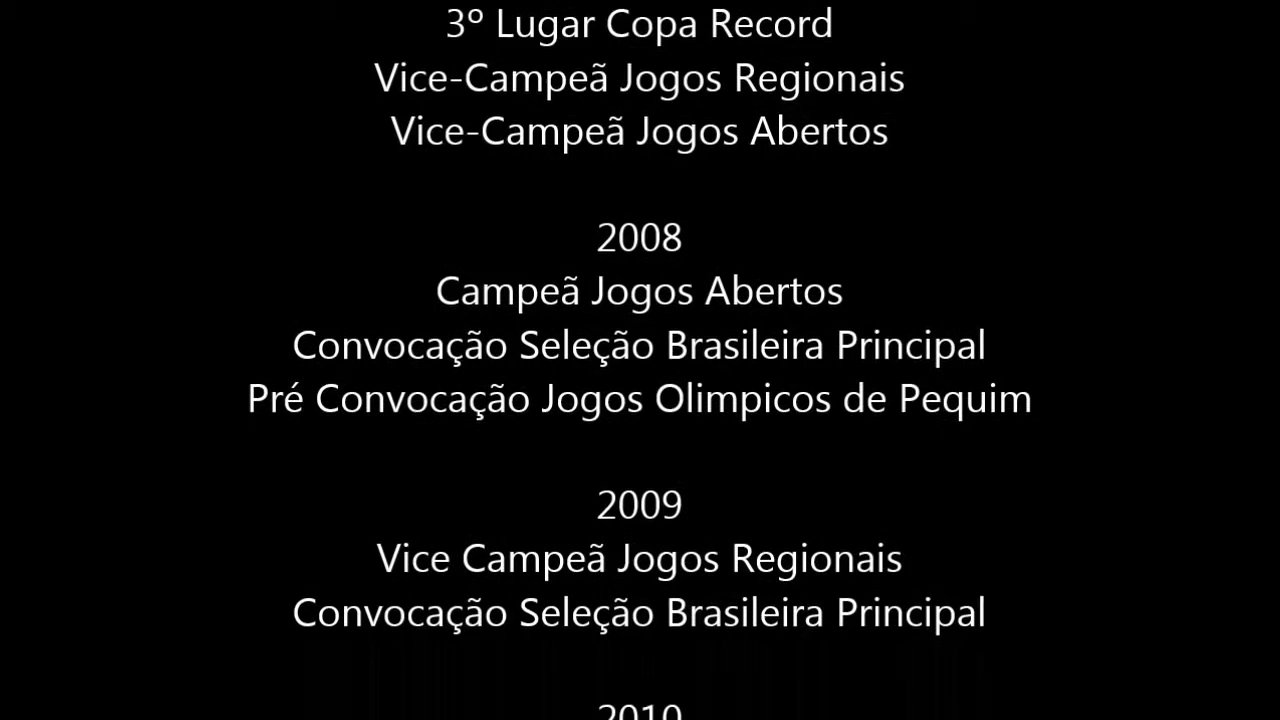 3º Lugar Copa Record
Vice-Campeã Jogos Regionais
Vice-Campeã Jogos Abertos
2008
Campeã Jogos Abertos
Convocação Seleção Brasileira Principal
Pré Convocação Jogos Olimpicos de Pequim
2009
Vice Campeã Jogos Regionais
Convocação Seleção Brasileira Principal
2010